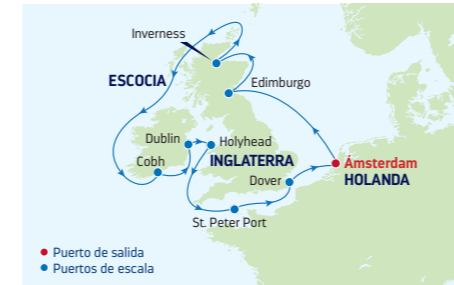 Inverness
ESCOCIA
Edimburgo
Dublin
Holyhead
Cobh
INGLATERRA
Ámsterdam
HOLANDA
Dover
St. Peter Port
Puerto de salida
Puertos de escala